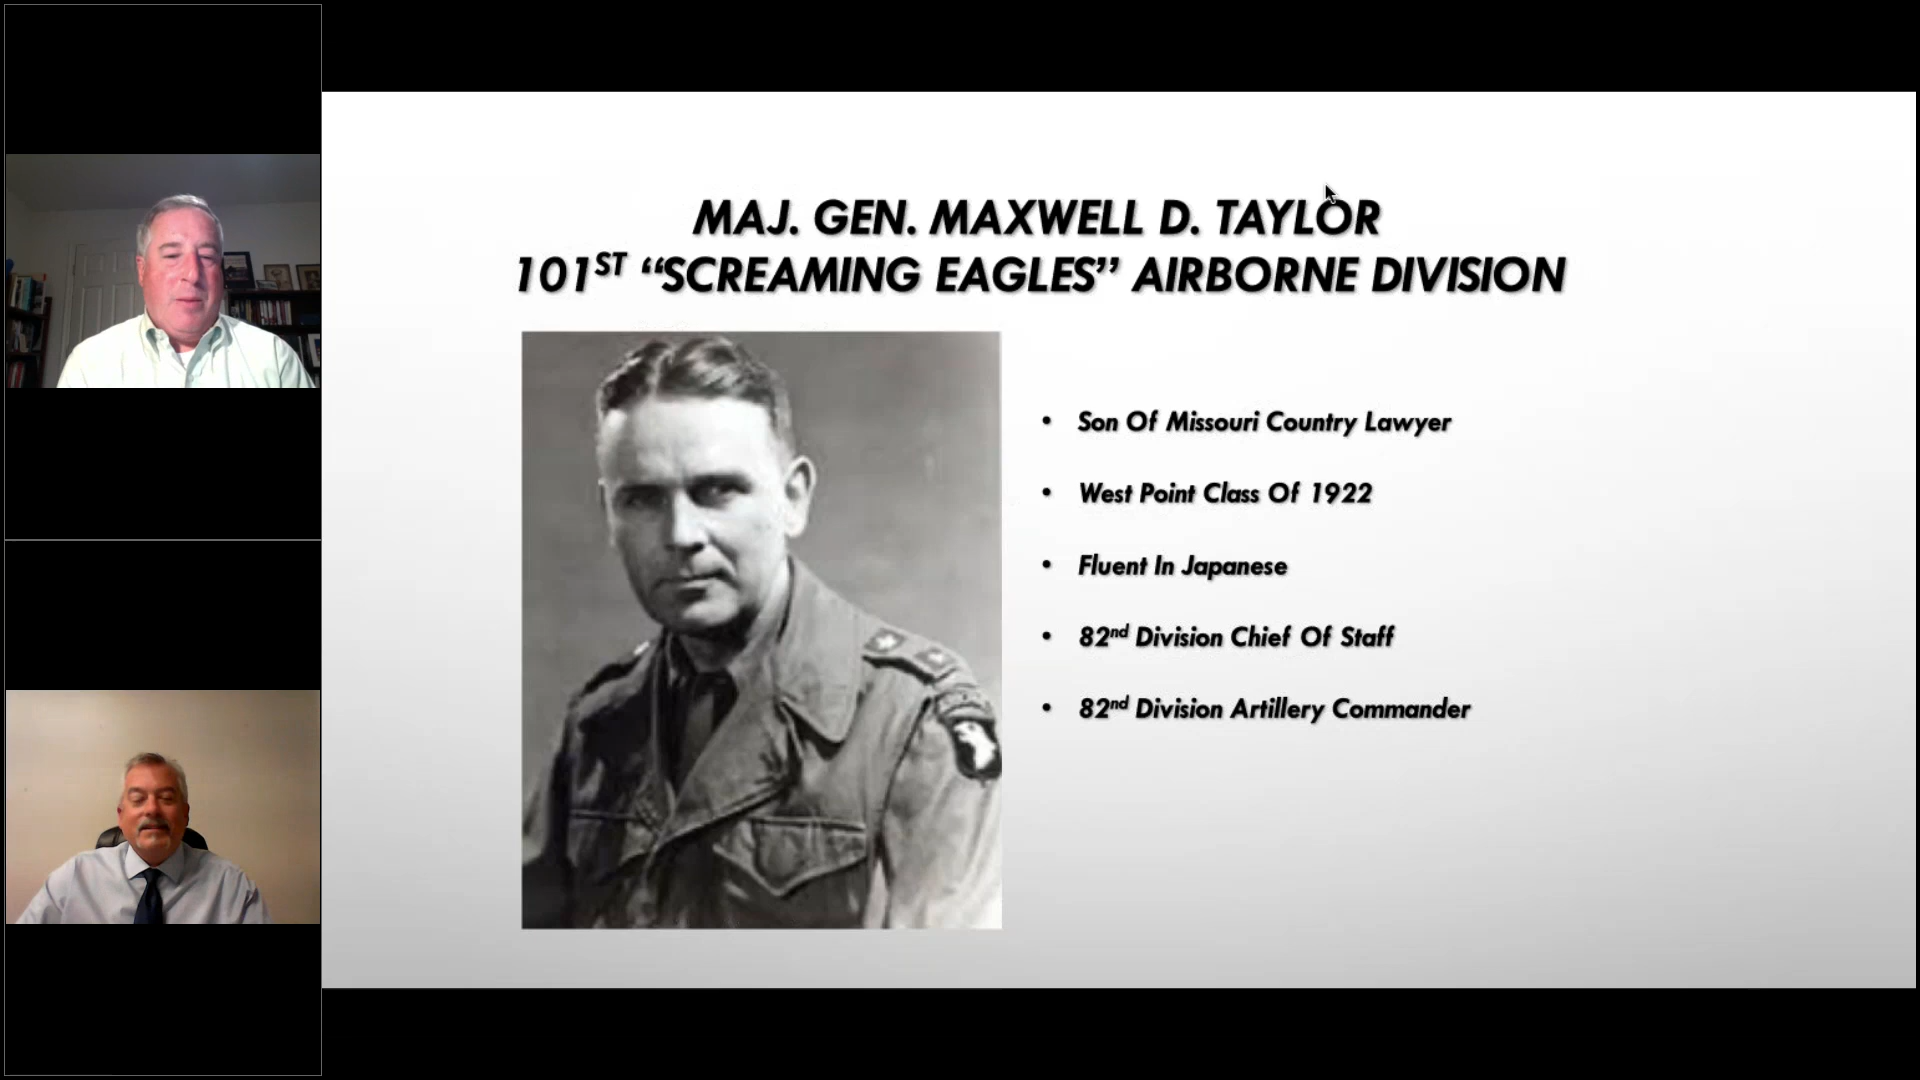 MAJ. GEN. MAXWELL D. TAYLOR
101ST “SCREAMING EAGLES” AIRBORNE DIVISION
• Son Of Missouri Country Lawyer
• West Point Class Of 1922
• Fluent In Japanese
• 82nd Division Chief Of Staff
• 82nd Division Artillery Commander